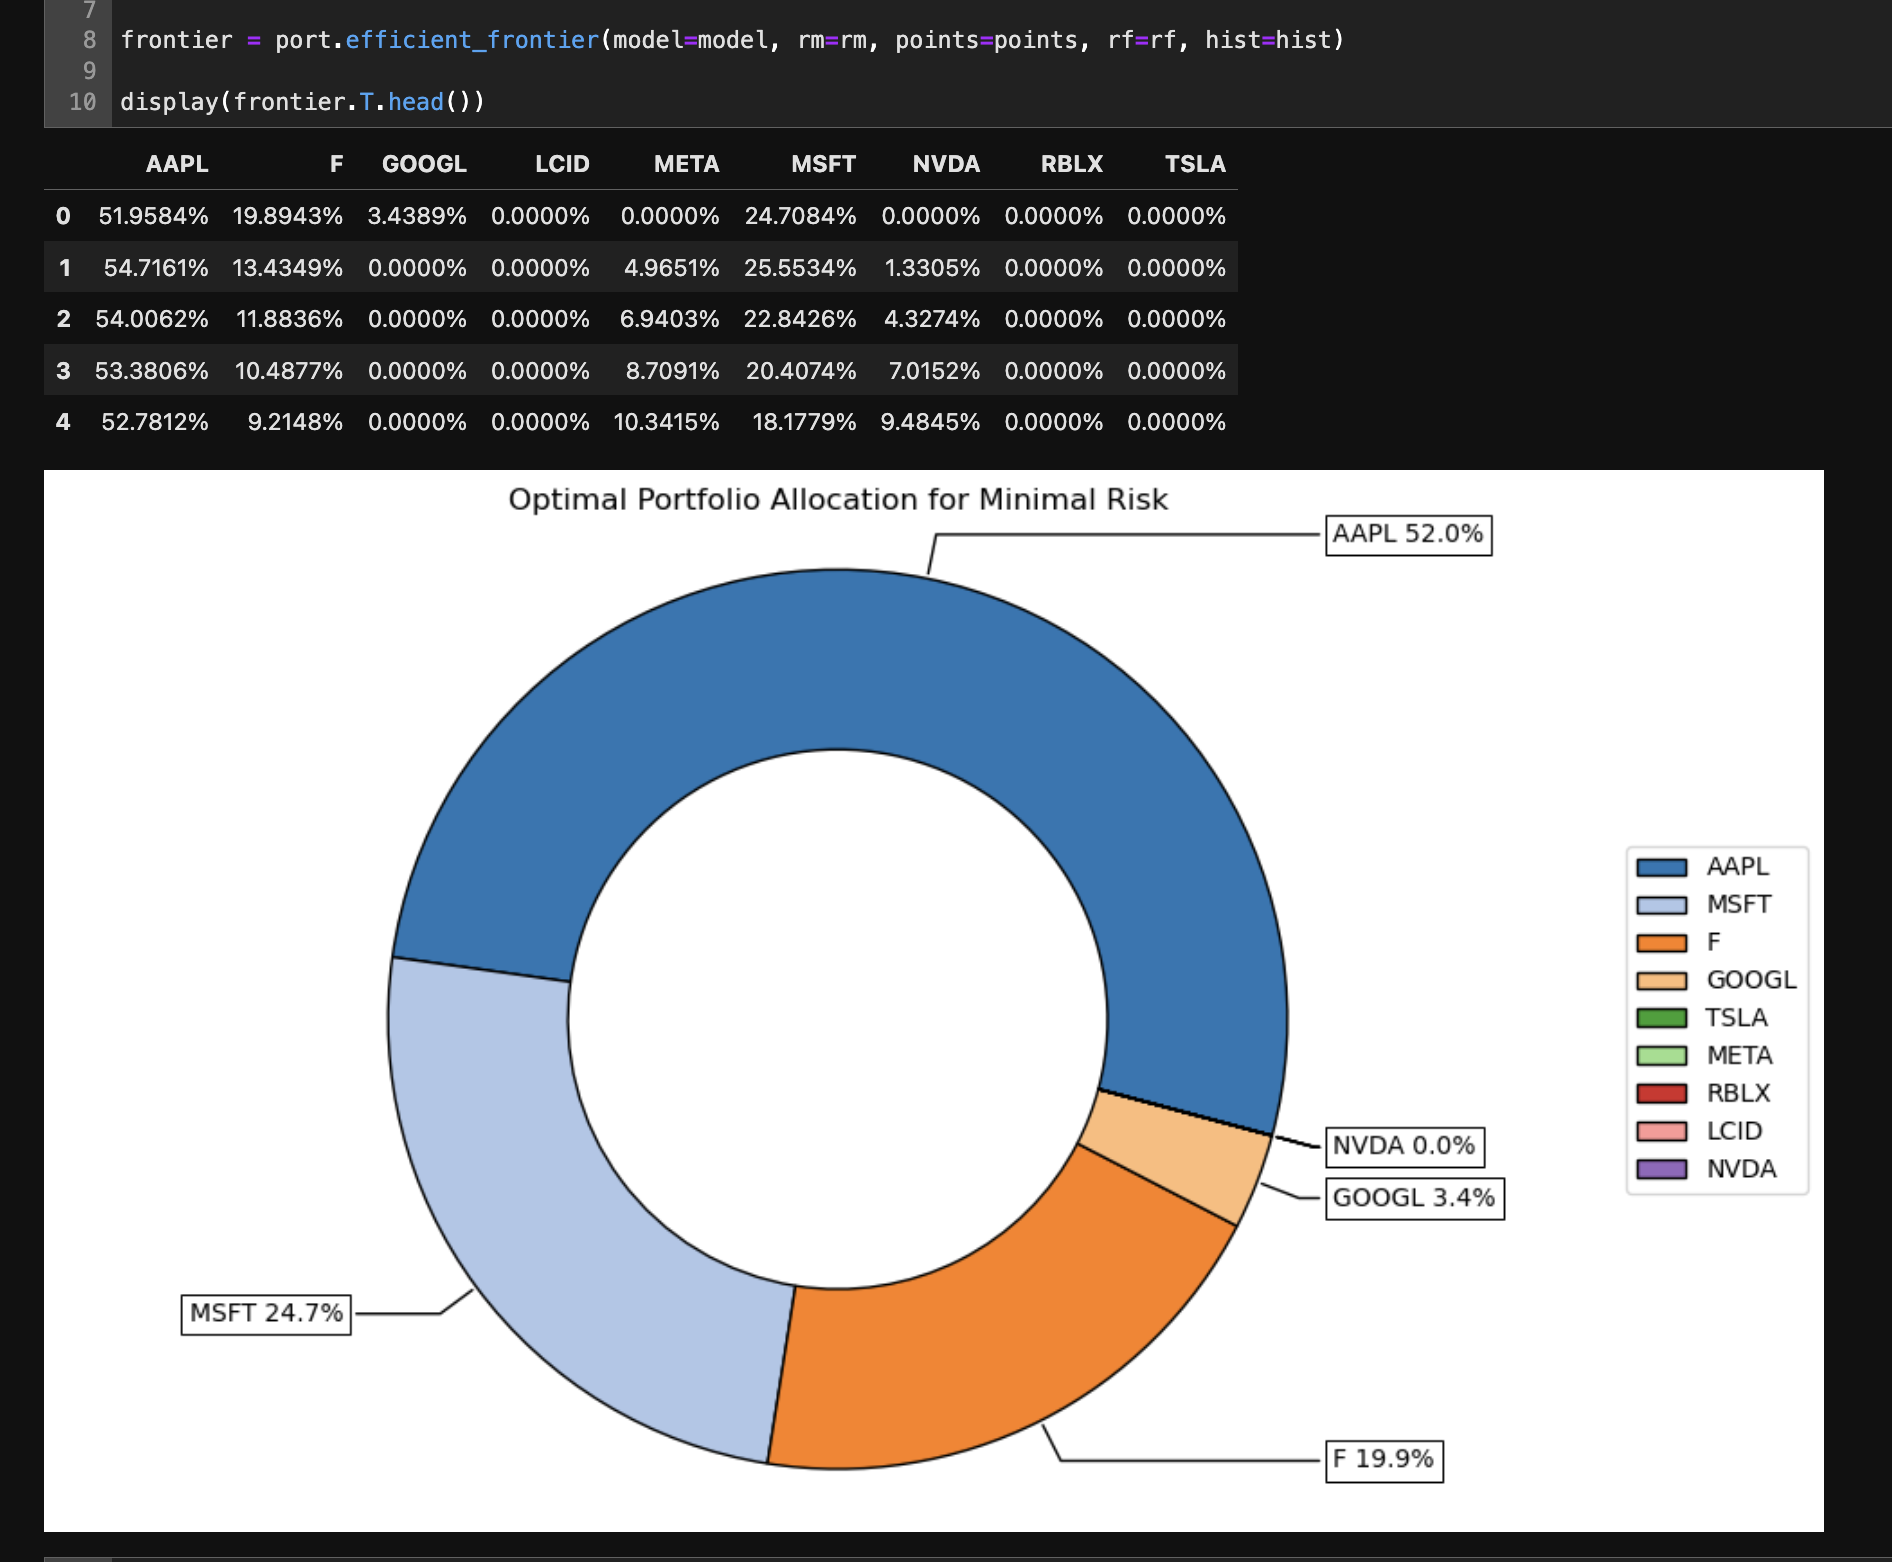 7
8 frontier = port.efficient_frontier(model=model, rm=rm, points=points, rf=rf, hist=hist)
9
10 display(frontier.T.head())
AAPL F GOOGL LCID META MSFT NVDA RBLX TSLA
0 51.9584% 19.8943% 3.4389% 0.0000% 0.0000% 24.7084% 0.0000% 0.0000% 0.0000%
1 54.7161% 13.4349% 0.0000% 0.0000% 4.9651% 25.5534% 1.3305% 0.0000% 0.0000%
2 54.0062% 11.8836% 0.0000% 0.0000% 6.9403% 22.8426% 4.3274% 0.0000% 0.0000%
3 53.3806% 10.4877% 0.0000% 0.0000% 8.7091% 20.4074% 7.0152% 0.0000% 0.0000%
4 52.7812% 9.2148% 0.0000% 0.0000% 10.3415% 18.1779% 9.4845% 0.0000% 0.0000%
Optimal Portfolio Allocation for Minimal Risk
AAPL 52.0%
NVDA 0.0%
GOOGL 3.4%
MSFT 24.7%
F 19.9%
AAPL
MSFT
F
GOOGL
TSLA
META
RBLX
LCID
NVDA